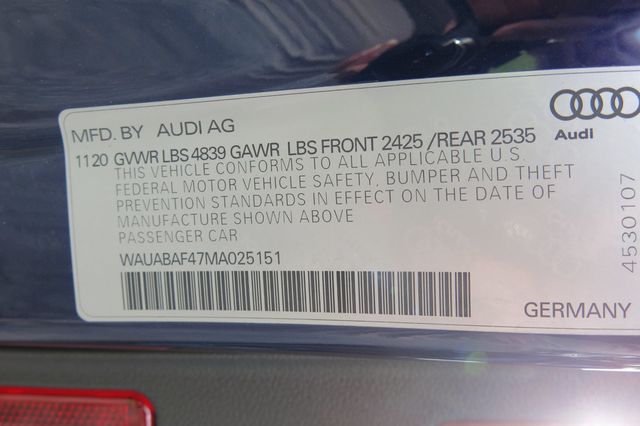 MFD. BY AUDI AG
Audi
1120 GVWR LBS 4839 GAWR LBS FRONT 2425 /REAR 2535
THIS VEHICLE CONFORMS TO ALL APPLICABLE U.S.
FEDERAL MOTOR VEHICLE SAFETY, BUMPER AND THEFT
PREVENTION STANDARDS IN EFFECT ON THE DATE OF
MANUFACTURE SHOWN ABOVE
PASSENGER CAR
WAUABAF47MA025151
GERMANY
4530107